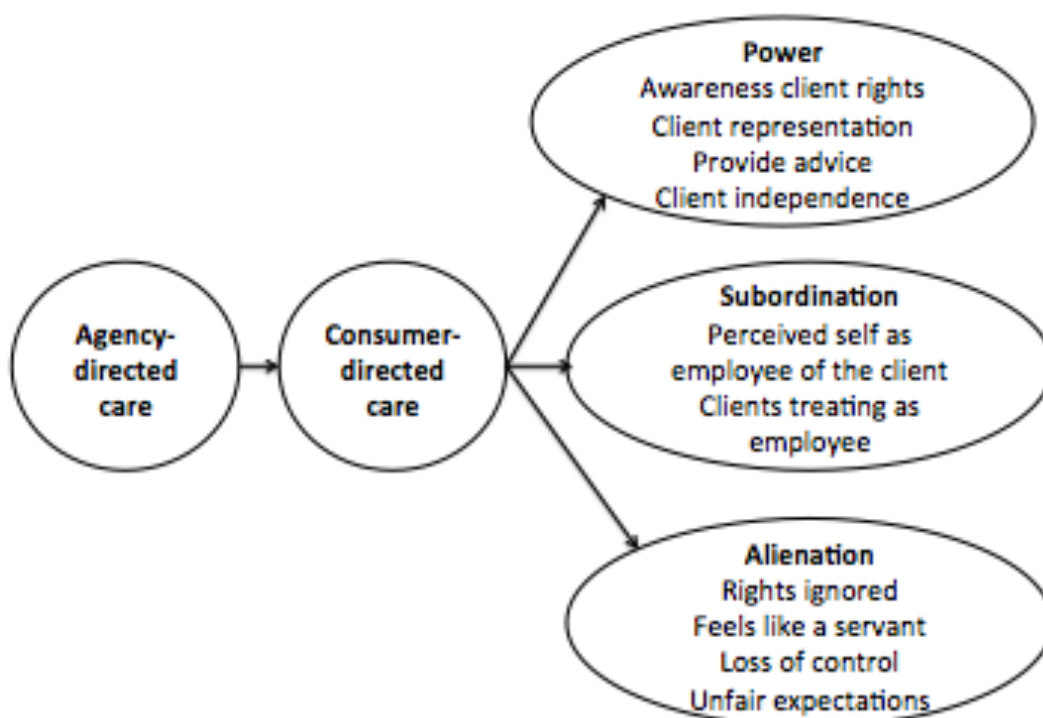 Agency-
directed
care
Consumer-
directed
care
Power
Awareness client rights
Client representation
Provide advice
Client independence
Subordination
Perceived self as
employee of the client
Clients treating as
employee
Alienation
Rights ignored
Feels like a servant
Loss of control
Unfair expectations